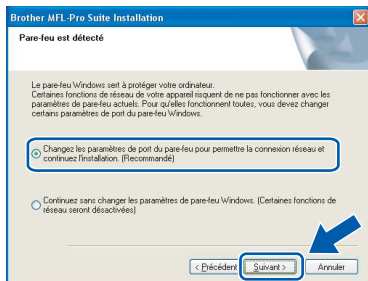 Brother MFL-Pro Suite Installation
Pare-feu est détecté
Le pare-feu Windows sert à protéger votre ordinateur.
Certaines fonctions de réseau de votre appareil risquent de ne pas fonctionner avec les
paramètres de pare-feu actuels. Pour qu'elles fonctionnent toutes, vous devez changer
certains paramètres de port du pare-feu Windows.
Changez les paramètres de port du pare-feu pour permettre la connexion réseau et
continuez l'installation. (Recommandé)
Continuez sans changer les paramètres de pare-feu Windows. (Certaines fonctions de
réseau seront désactivées)
< Précédent
Suivant >
Annuler